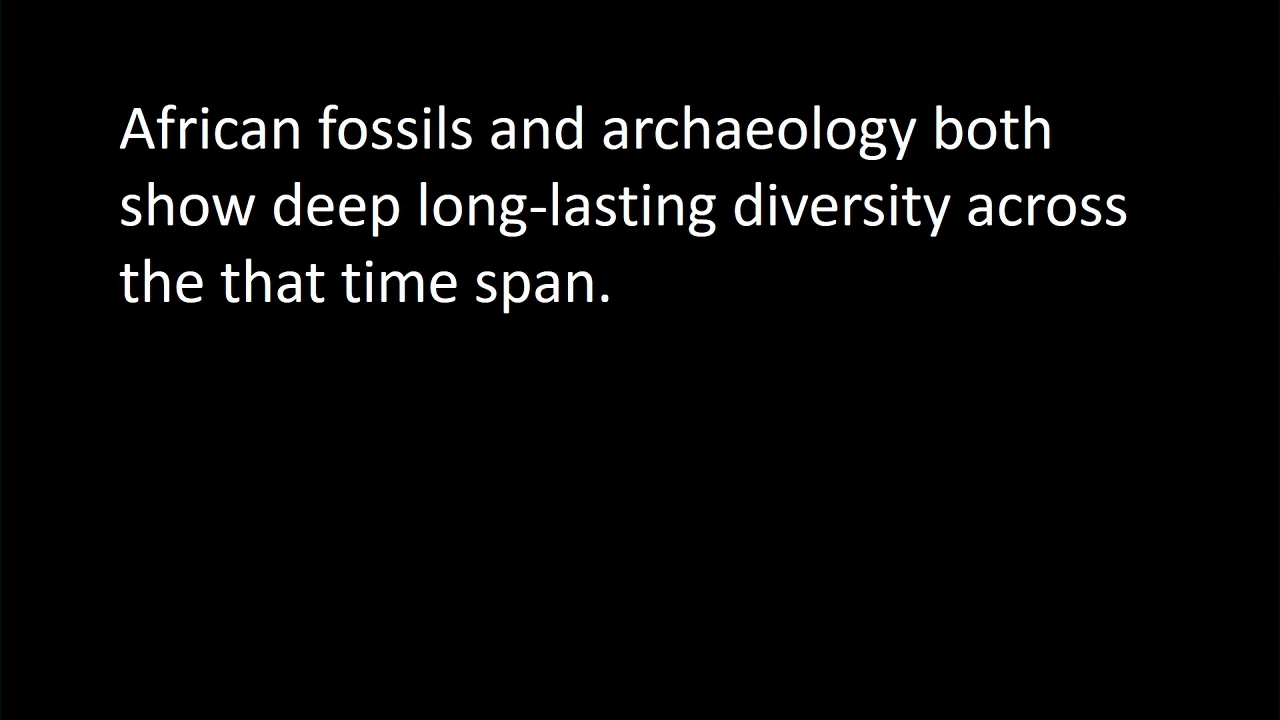 African fossils and archaeology both
show deep long-lasting diversity across
the that time span.